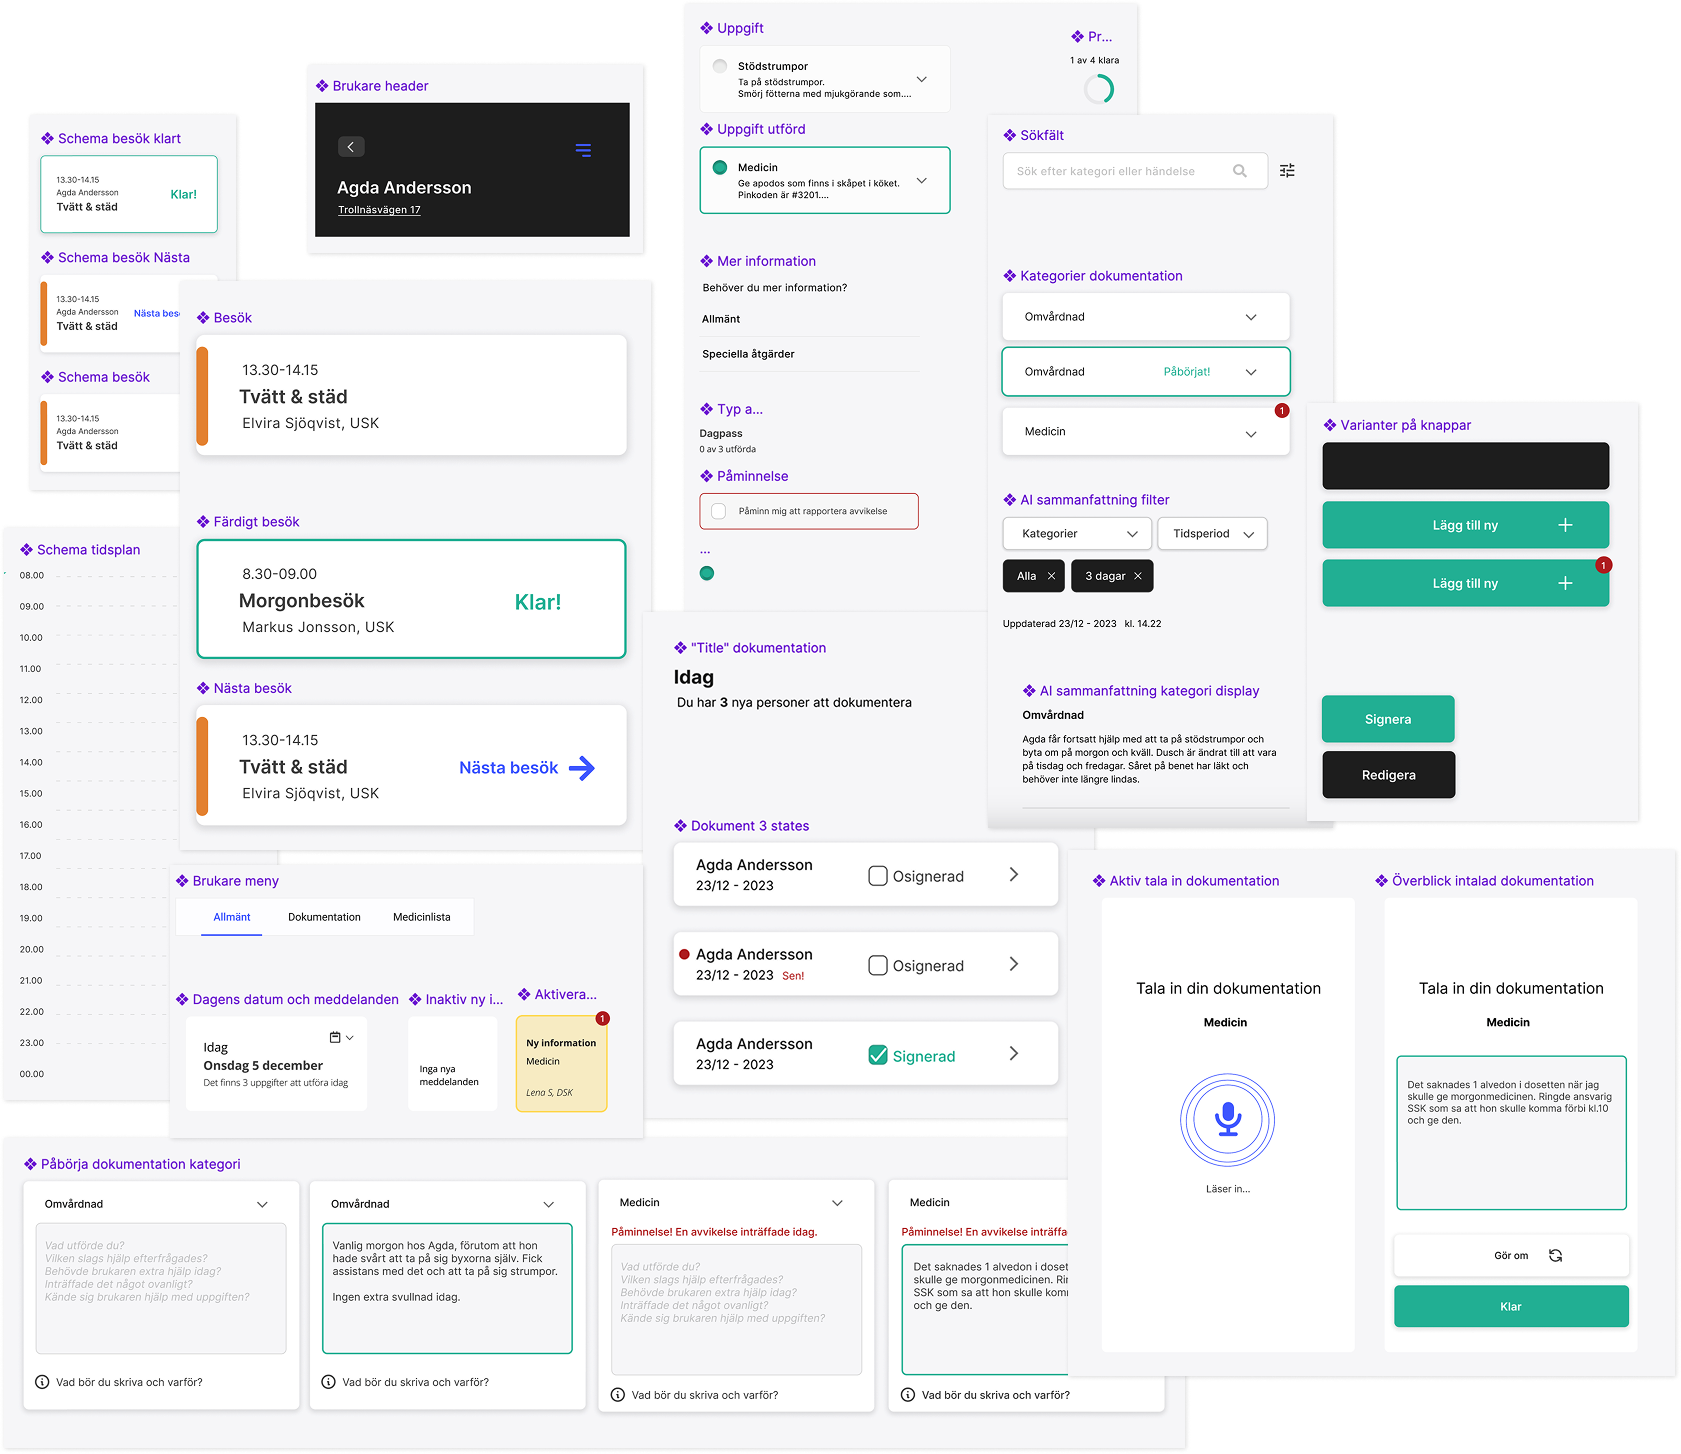 Schema besök klart
13.30-14.15
Agda Andersson
Tvätt & städ
Klar!
Schema besök Nästa
13.30-14.15
Agda Andersson
Tvätt & städ
Nästa
Schema besök
13.30-14.15
Agda Andersson
Tvätt & städ
Brukare header
Agda Andersson
Trollnäsvägen 17
Besök
13.30-14.15
Tvätt & städ
Elvira Sjöqvist, USK
Färdigt besök
8.30-09.00
Morgonbesök
Markus Jonsson, USK
Klar!
Nästa besök
13.30-14.15
Tvätt & städ
Elvira Sjöqvist, USK
Nästa besök
Schema tidsplan
08.00
09.00
10.00
11.00
12.00
13.00
14.00
15.00
16.00
17.00
18.00
19.00
20.00
21.00
22.00
23.00
00.00
Brukare meny
Allmänt
Dokumentation
Medicinlista
Dagens datum och meddelanden
Idag
Onsdag 5 december
Det finns 3 uppgifter att utföra idag
Inaktiv ny i...
Inga nya
meddelanden
Aktivera...
1
Ny information
Medicin
Lena S, DSK
Uppgift
Stödstrumpor
Ta på stödstrumpor.
Smörj fötterna med mjukgörande som....
Pr...
1 av 4 klara
Uppgift utförd
Medicin
Ge apodos som finns i skåpet i köket.
Pinkoden är #3201....
Mer information
Behöver du mer information?
Allmänt
Speciella åtgärder
Typ a...
Dagpass
0 av 3 utförda
Påminnelse
Påminn mig att rapportera avvikelse
...
Sökfält
Sök efter kategori eller händelse
Kategorier dokumentation
Omvårdnad
Omvårdnad
Påbörjat!
1
Medicin
AI sammanfattning filter
Kategorier
Tidsperiod
Alla
3 dagar
Uppdaterad 23/12 - 2023 kl. 14.22
AI sammanfattning kategori display
Omvårdnad
Agda får fortsatt hjälp med att ta på stödstrumpor och
byta om på morgon och kväll. Dusch är ändrat till att vara
på tisdag och fredagar. Såret på benet har läkt och
behöver inte längre lindas.
Varianter på knappar
Lägg till ny
1
Lägg till ny
Signera
Redigera
"Title" dokumentation
Idag
Du har 3 nya personer att dokumentera
Dokument 3 states
Agda Andersson
23/12 - 2023
Osignerad
Agda Andersson
23/12 - 2023 Sen!
Osignerad
Agda Andersson
23/12 - 2023
Signerad
Aktiv tala in dokumentation
Tala in din dokumentation
Medicin
Läser in...
Överblick intalad dokumentation
Tala in din dokumentation
Medicin
Det saknades 1 alvedon i dosetten när jag
skulle ge morgonmedicinen. Ringde ansvarig
SSK som sa att hon skulle komma förbi kl.10
och ge den.
Gör om
Klar
Påbörja dokumentation kategori
Omvårdnad
Vad utförde du?
Vilken slags hjälp efterfrågades?
Behövde brukaren extra hjälp idag?
Inträffade det något ovanligt?
Kände sig brukaren hjälp med uppgiften?
Vad bör du skriva och varför?
Omvårdnad
Vanlig morgon hos Agda, förutom att hon
hade svårt att ta på sig byxorna själv. Fick
assistans med det och att ta på sig strumpor.
Ingen extra svullnad idag.
Vad bör du skriva och varför?
Medicin
Påminnelse! En avvikelse inträffade idag.
Vad utförde du?
Vilken slags hjälp efterfrågades?
Behövde brukaren extra hjälp idag?
Inträffade det något ovanligt?
Kände sig brukaren hjälp med uppgiften?
Vad bör du skriva och varför?
Medicin
Påminnelse! En avvikelse
Det saknades 1 alvedon i
skulle ge morgonmedicinen.
SSK som sa att hon skulle
och ge den.
Vad bör du skriva och varför?